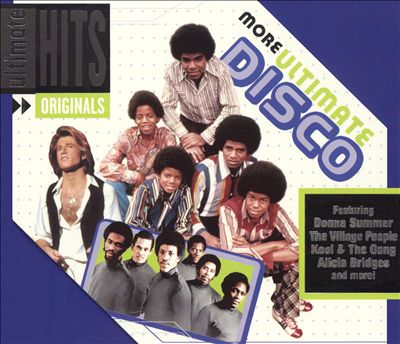 ultimate
HITS
ORIGINALS
MORE ULTIMATE
DISCO
Featuring
Donna Summer
The Village People
Kool & The Gang
Alicia Bridges
and more!